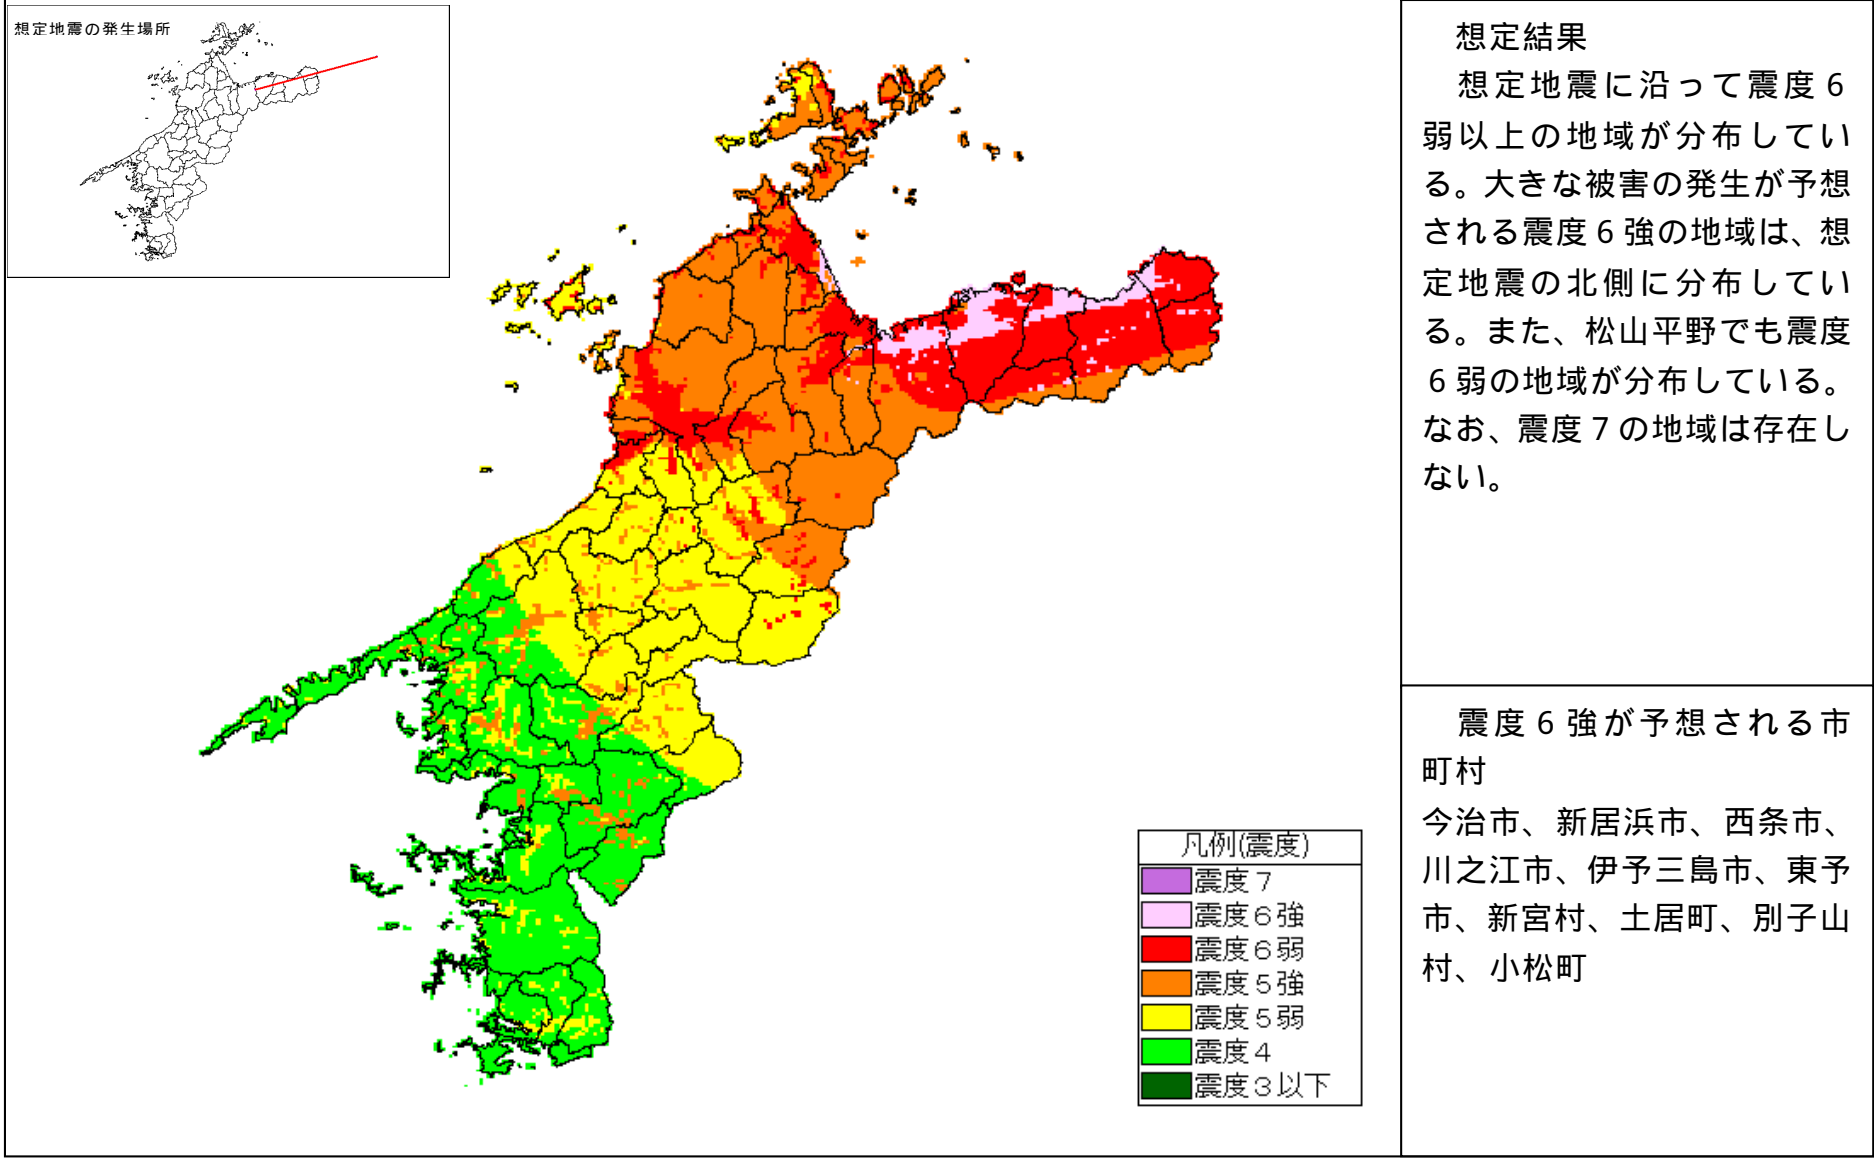 想定地震の発生場所
想定結果
想定地震に沿って震度６
弱以上の地域が分布してい
る。大きな被害の発生が予想
される震度６強の地域は、想
定地震の北側に分布してい
る。また、松山平野でも震度
６弱の地域が分布している。
なお、震度７の地域は存在し
ない。
震度６強が予想される市
町村
今治市、新居浜市、西条市、
川之江市、伊予三島市、東予
市、新宮村、土居町、別子山
村、小松町
凡例(震度)
震度７
震度６強
震度６弱
震度５強
震度５弱
震度４
震度３以下